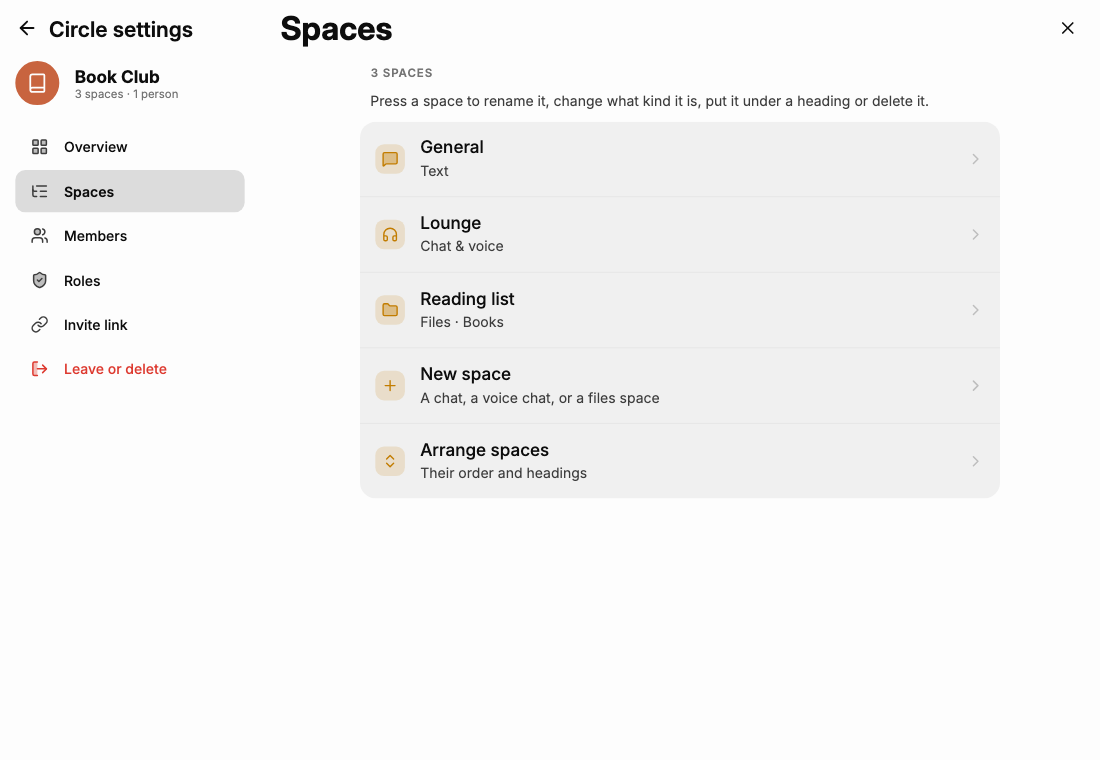 Circle settings
Book Club
3 spaces · 1 person
Overview
Spaces
Members
Roles
Invite link
Leave or delete
Spaces
3 SPACES
Press a space to rename it, change what kind it is, put it under a heading or delete it.
General
Text
Lounge
Chat & voice
Reading list
Files · Books
New space
A chat, a voice chat, or a files space
Arrange spaces
Their order and headings